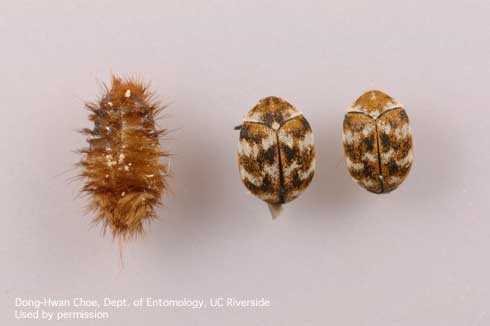 Dong-Hwan Choe, Dept. of Entomology, UC Riverside
Used by permission